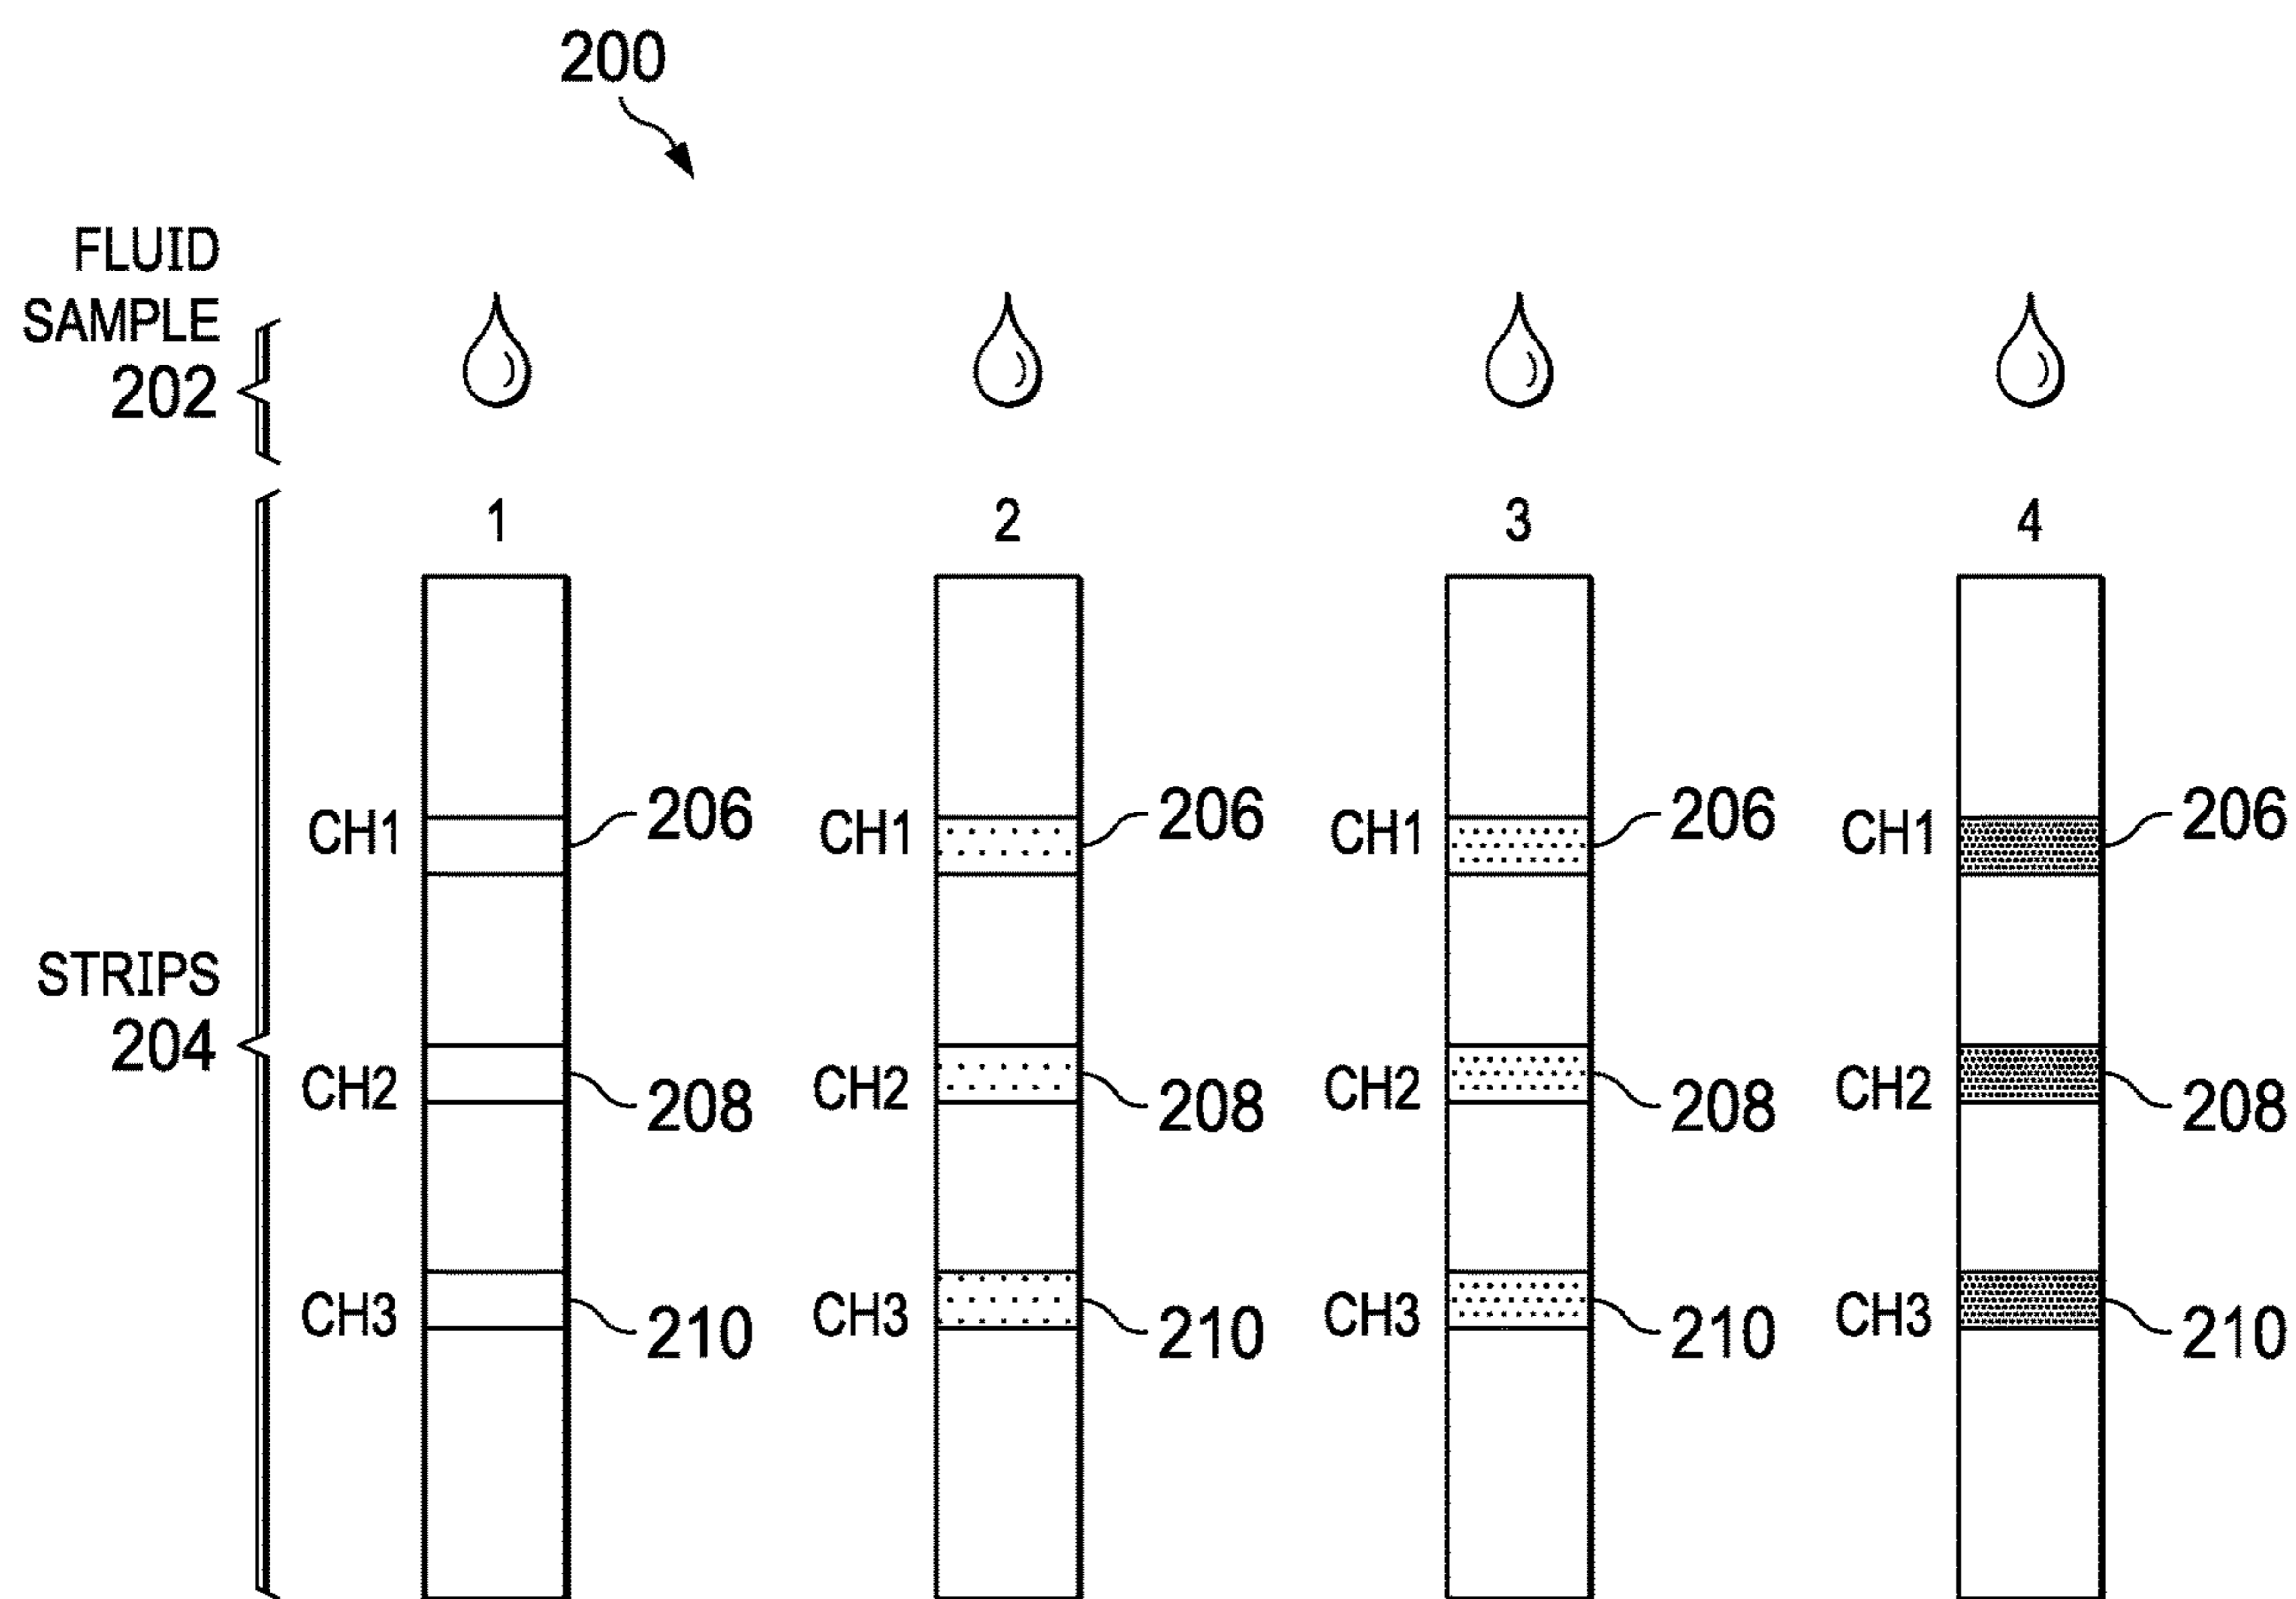 200
FLUID
SAMPLE
202
1 2 3 4
CH1 206 CH1 206 CH1 206 CH1 206
STRIPS
204
CH2 208 CH2 208 CH2 208 CH2 208
CH3 210 CH3 210 CH3 210 CH3 210